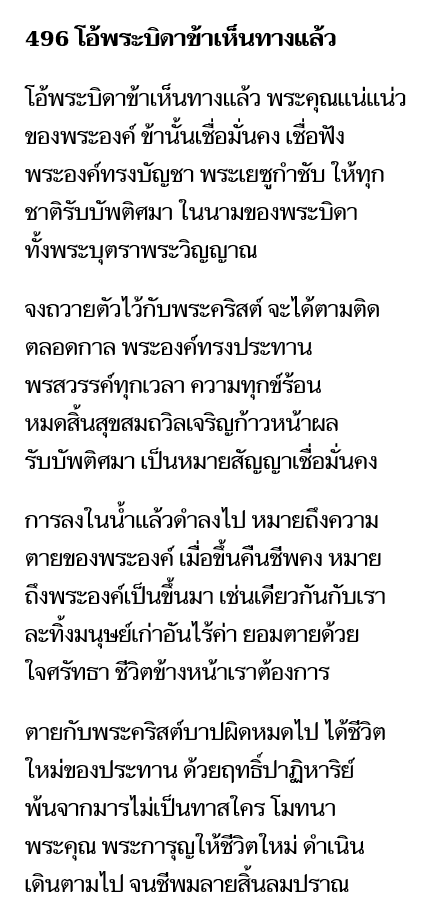 496 โอ้พระบิดาข้าเห็นทางแล้ว
โอ้พระบิดาข้าเห็นทางแล้ว พระคุณแน่แน่ว
ของพระองค์ ข้านั้นเชื่อมั่นคง เชื่อฟัง
พระองค์ทรงบัญชา พระเยซูกำชับ ให้ทุก
ชาติรับบัพติศมา ในนามของพระบิดา
ทั้งพระบุตราพระวิญญาณ
จงถวายตัวไว้กับพระคริสต์ จะได้ตามติด
ตลอดกาล พระองค์ทรงประทาน
พรสวรรค์ทุกเวลา ความทุกข์ร้อน
หมดสิ้นสุขสมถวิลเจริญก้าวหน้าผล
รับบัพติศมา เป็นหมายสัญญาเชื่อมั่นคง
การลงในน้ำแล้วดำลงไป หมายถึงความ
ตายของพระองค์ เมื่อขึ้นคืนชีพคง หมาย
ถึงพระองค์เป็นขึ้นมา เช่นเดียวกันกับเรา
ละทิ้งมนุษย์เก่าอันไร้ค่า ยอมตายด้วย
ใจศรัทธา ชีวิตข้างหน้าเราต้องการ
ตายกับพระคริสต์บาปผิดหมดไป ได้ชีวิต
ใหม่ของประทาน ด้วยฤทธิ์ปาฏิหาริย์
พ้นจากมารไม่เป็นทาสใคร โมทนา
พระคุณ พระการุญให้ชีวิตใหม่ ดำเนิน
เดินตามไป จนชีพมลายสิ้นลมปราณ